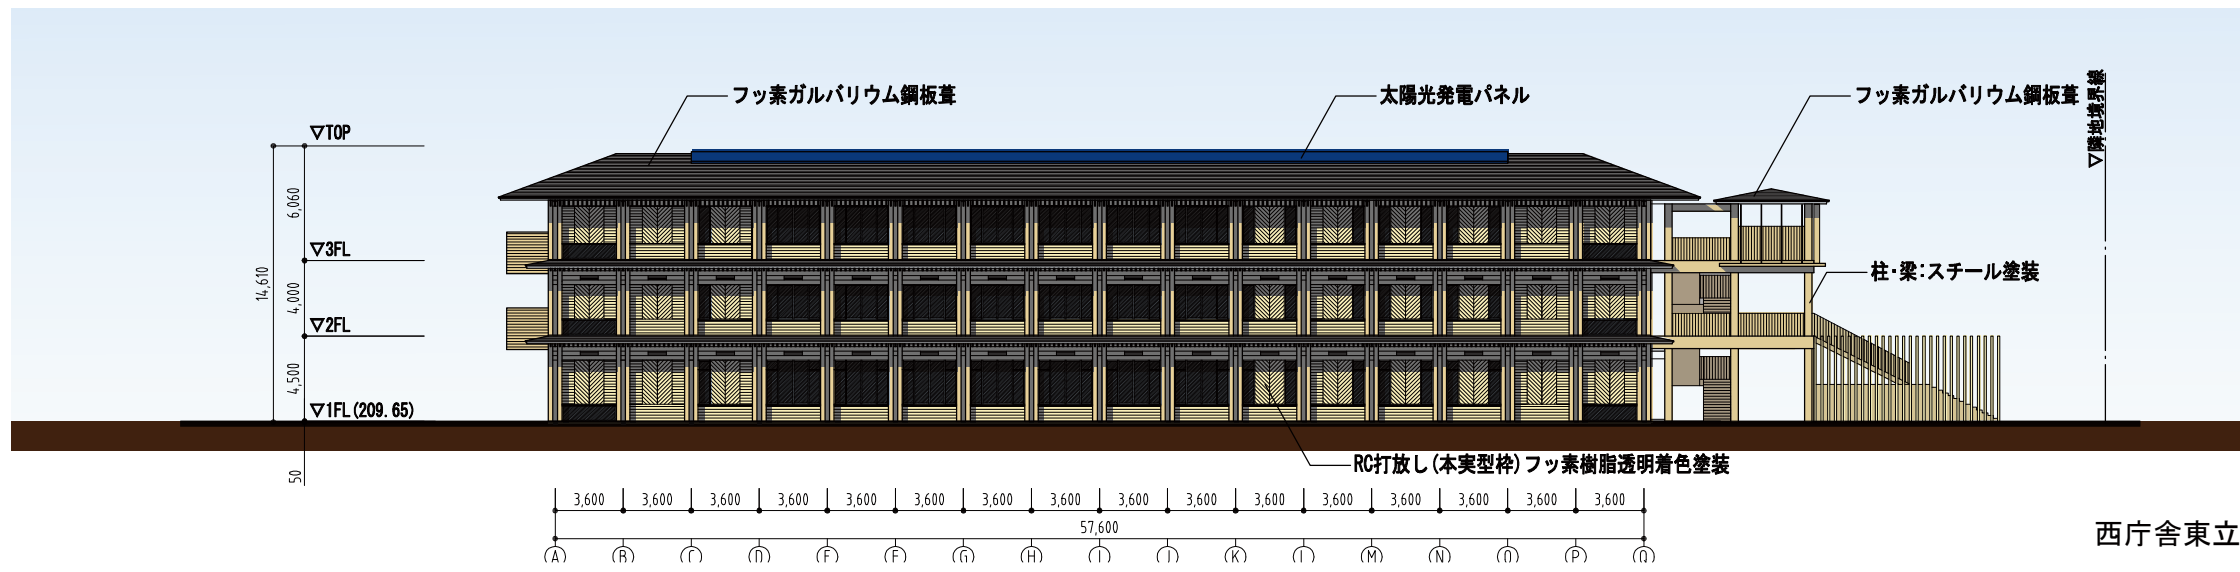 フッ素ガルバリウム鋼板葺
太陽光発電パネル
フッ素ガルバリウム鋼板葺
▽隣地境界線
▽TOP
6,060
▽3FL
14,610
4,000
柱・梁:スチール塗装
▽2FL
4,500
▽1FL(209.65)
50
RC打放し(本実型枠)フッ素樹脂透明着色塗装
3,600 3,600 3,600 3,600 3,600 3,600 3,600 3,600 3,600 3,600 3,600 3,600 3,600 3,600 3,600 3,600
57,600
西庁舎東立
A B C D E F G H I J K L M N O P Q